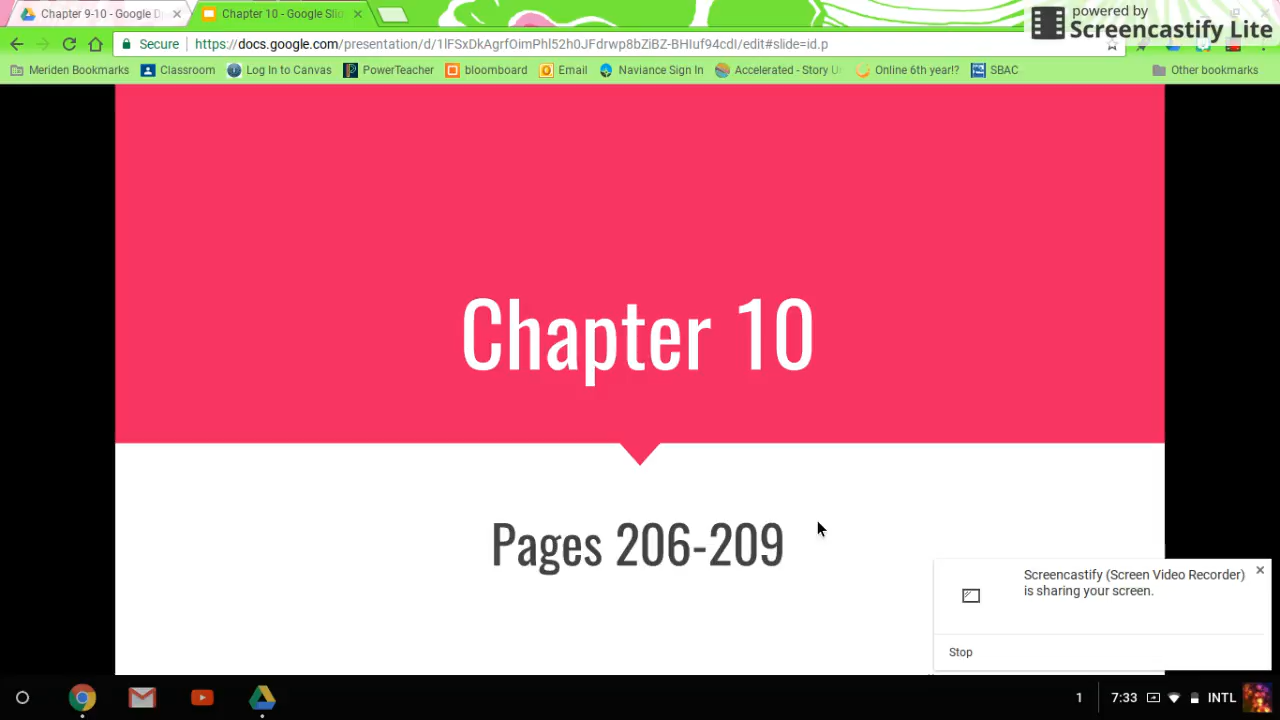 Chapter 9-10 - Google D
Chapter 10 - Google Slid
powered by
Screencastify Lite
Secure
https://docs.google.com/presentation/d/1lFSxDkAgrfOimPhl52h0JFdrwp8bZiBZ-BHIuf94cdI/edit#slide=id.p
Meriden Bookmarks
Classroom
Log In to Canvas
PowerTeacher
bloomboard
Email
Naviance Sign In
Accelerated - Story U
Online 6th year!?
SBAC
Other bookmarks
Chapter 10
Pages 206-209
Screencastify (Screen Video Recorder)
is sharing your screen.
Stop
1
7:33
INTL